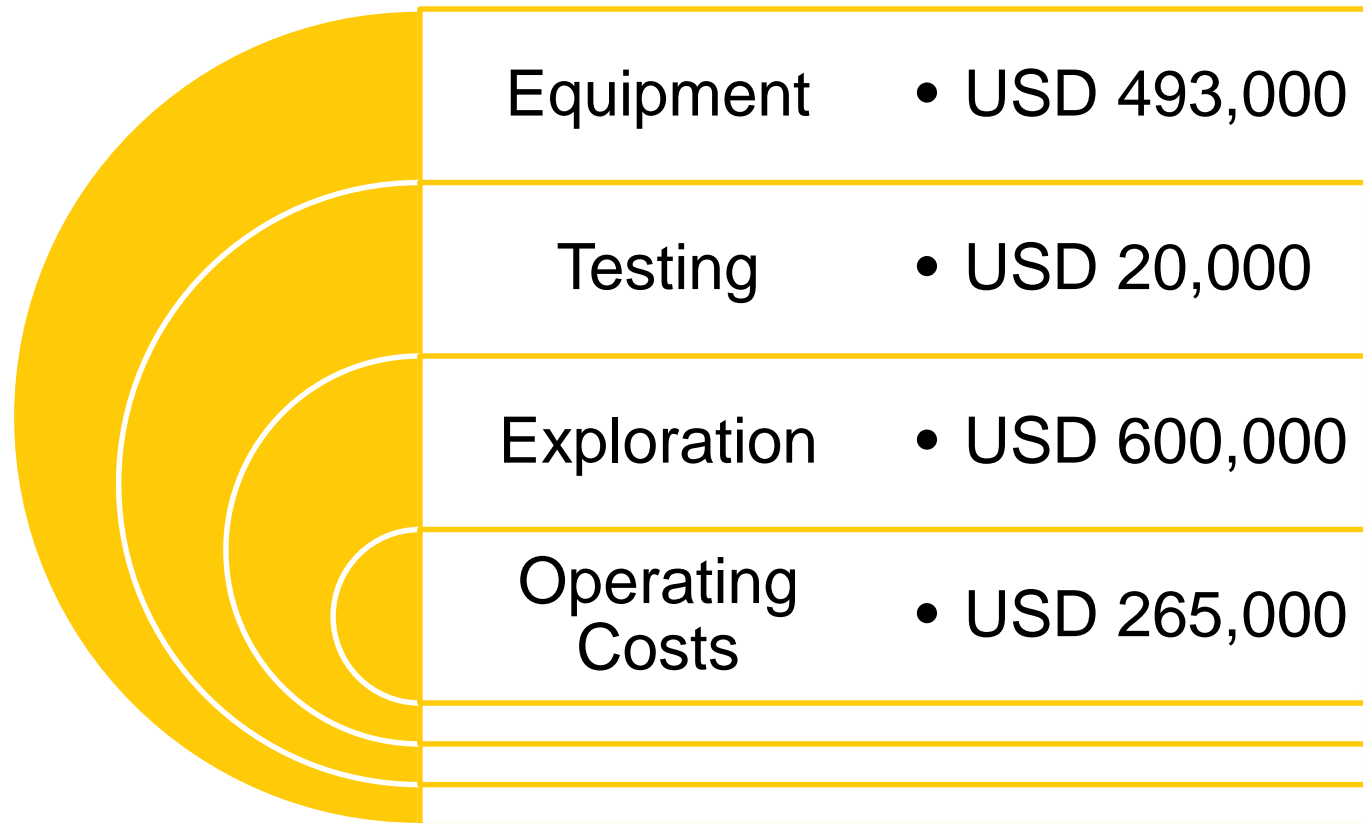 Equipment • USD 493,000
Testing • USD 20,000
Exploration • USD 600,000
Operating
Costs • USD 265,000